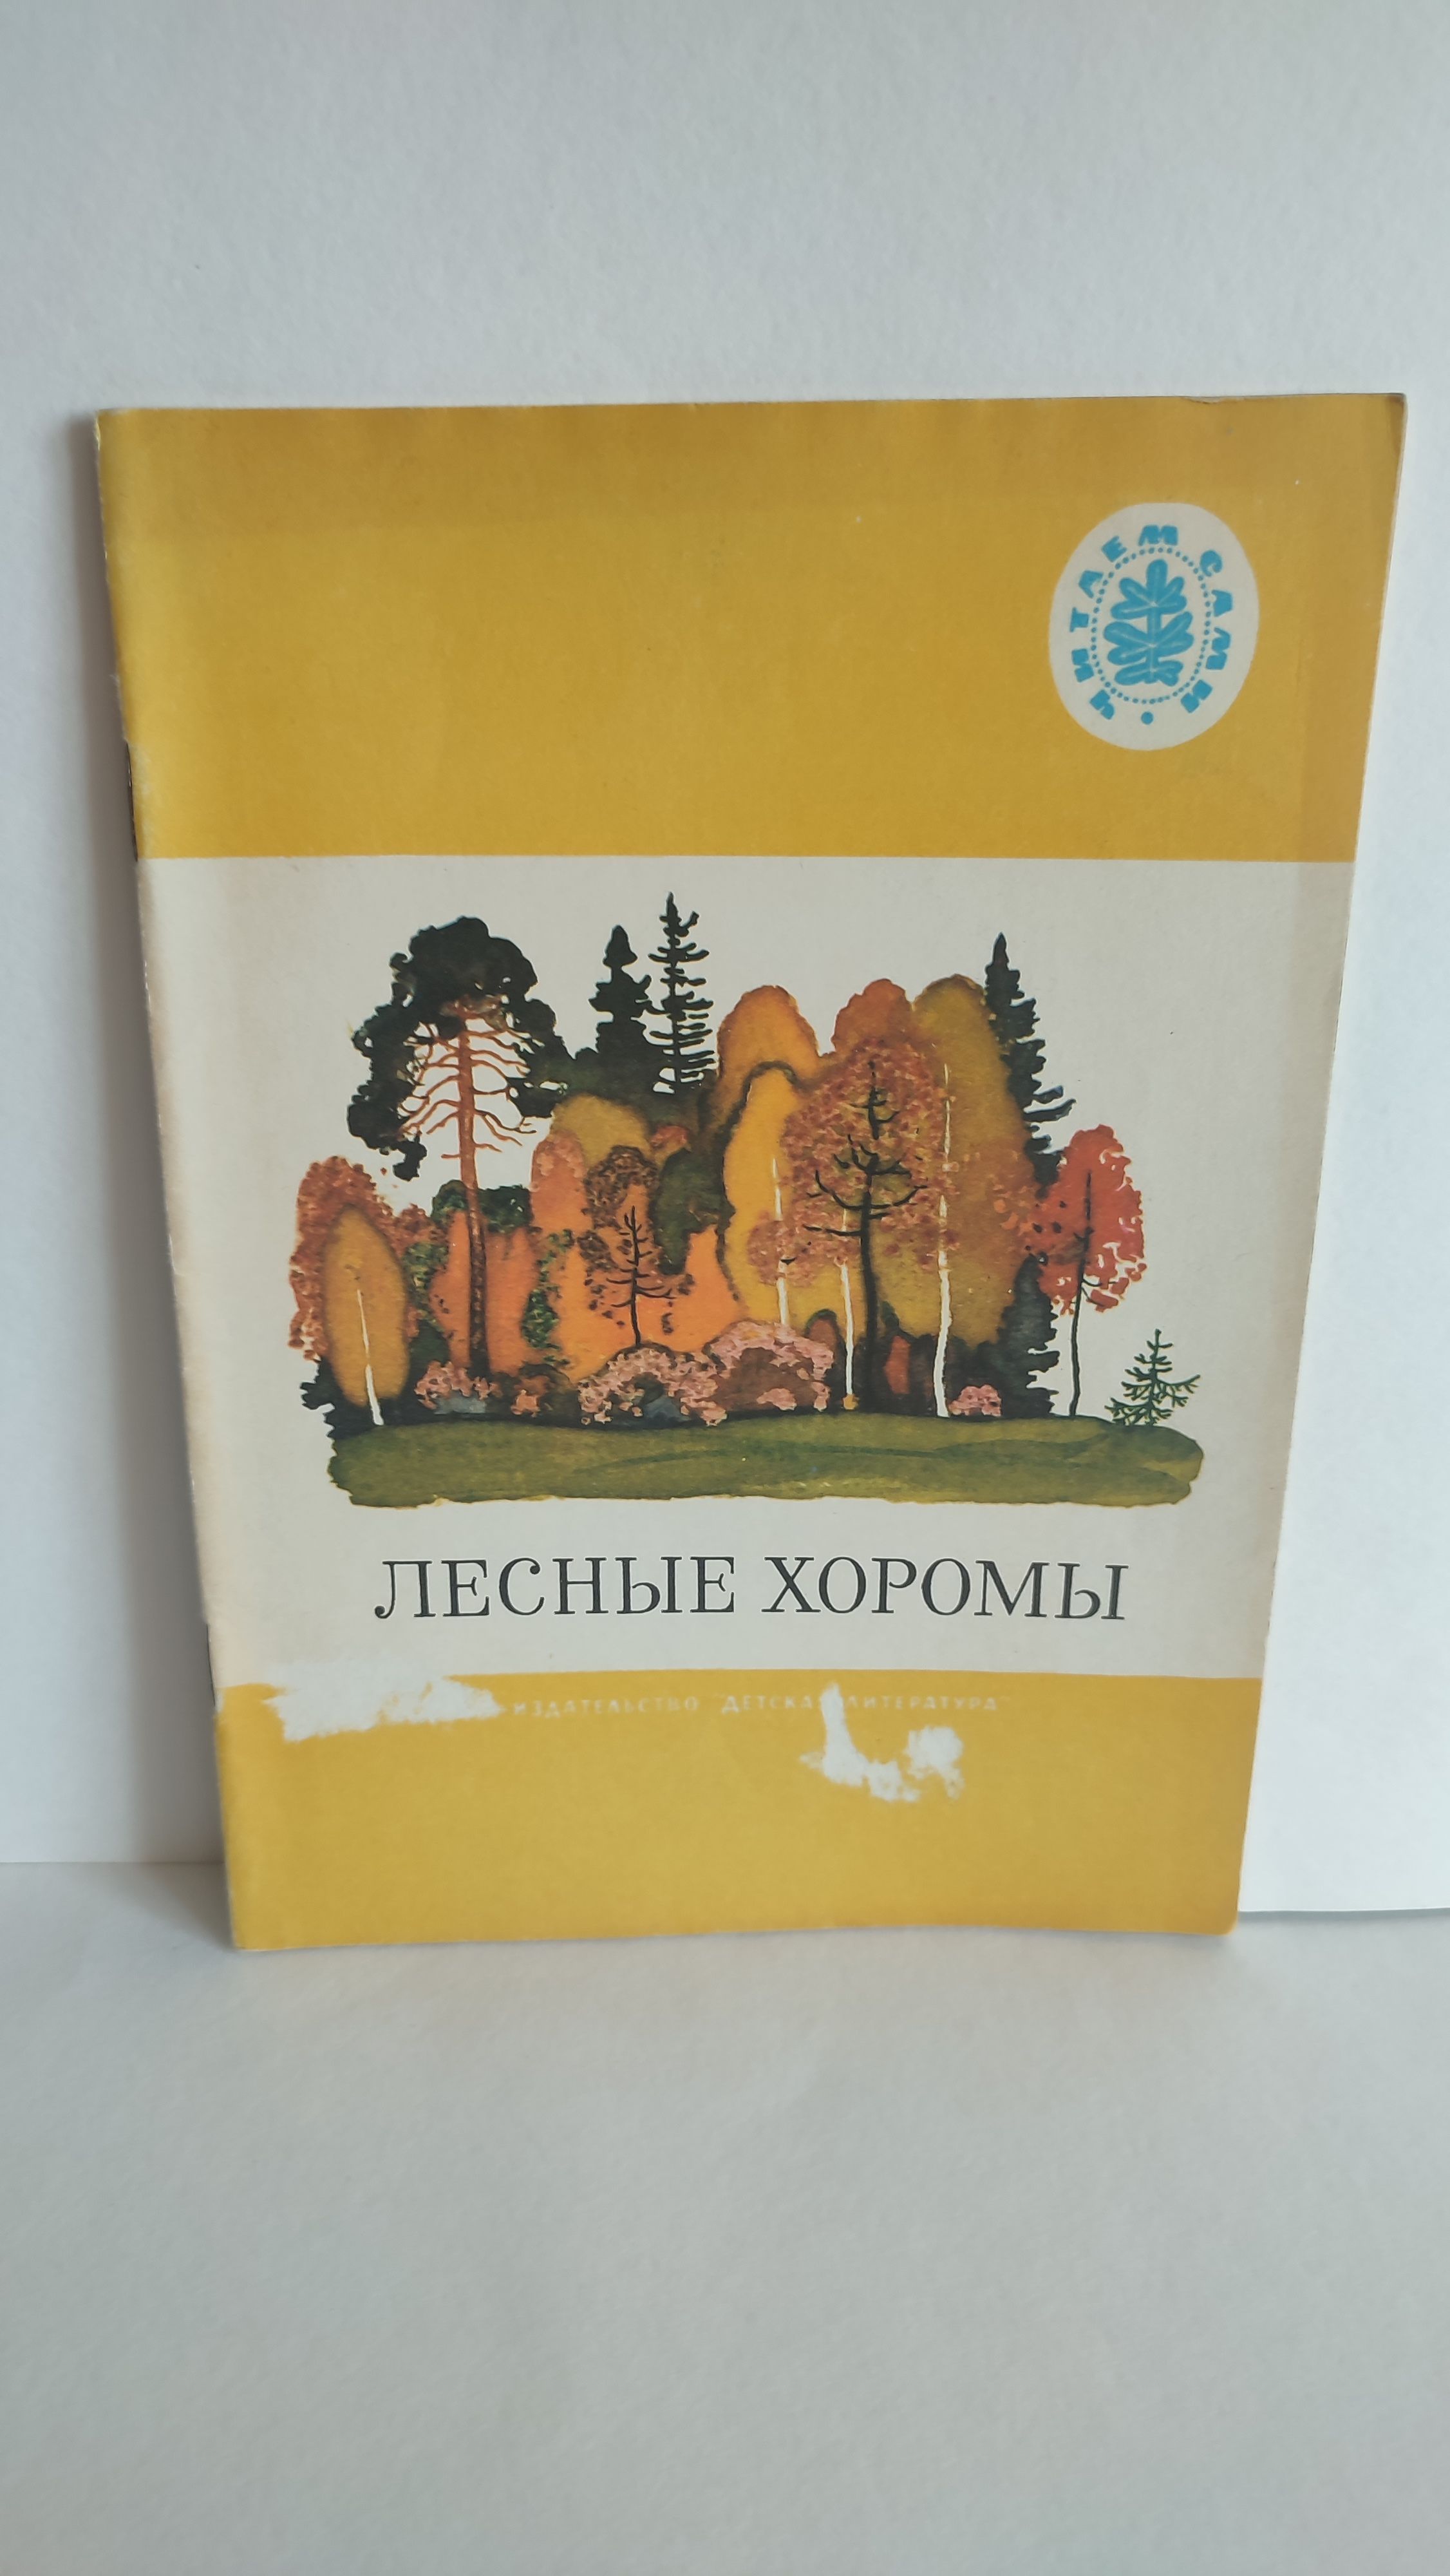 ЧИТАЕМ САМИ
ЛЕСНЫЕ ХОРОМЫ
ИЗДАТЕЛЬСТВО "ДЕТСКАЯ ЛИТЕРАТУРА"